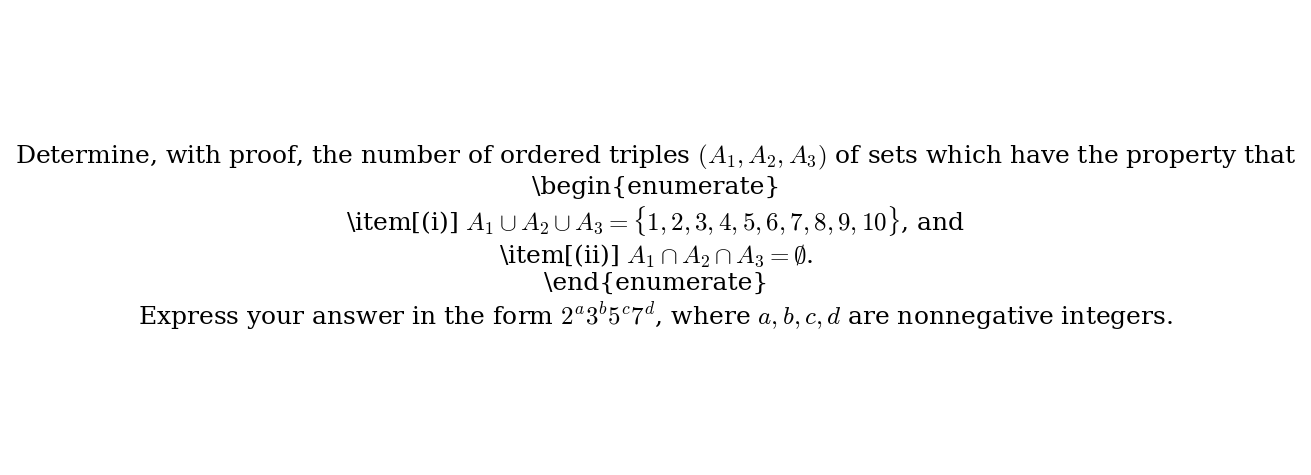 Determine, with proof, the number of ordered triples $(A_1, A_2, A_3)$ of sets which have the property that
\begin{enumerate}
\item[(i)] $A_1 \cup A_2 \cup A_3 = \{1, 2, 3, 4, 5, 6, 7, 8, 9, 10\}$, and
\item[(ii)] $A_1 \cap A_2 \cap A_3 = \emptyset$.
\end{enumerate}
Express your answer in the form $2^a3^b5^c7^d$, where $a, b, c, d$ are nonnegative integers.